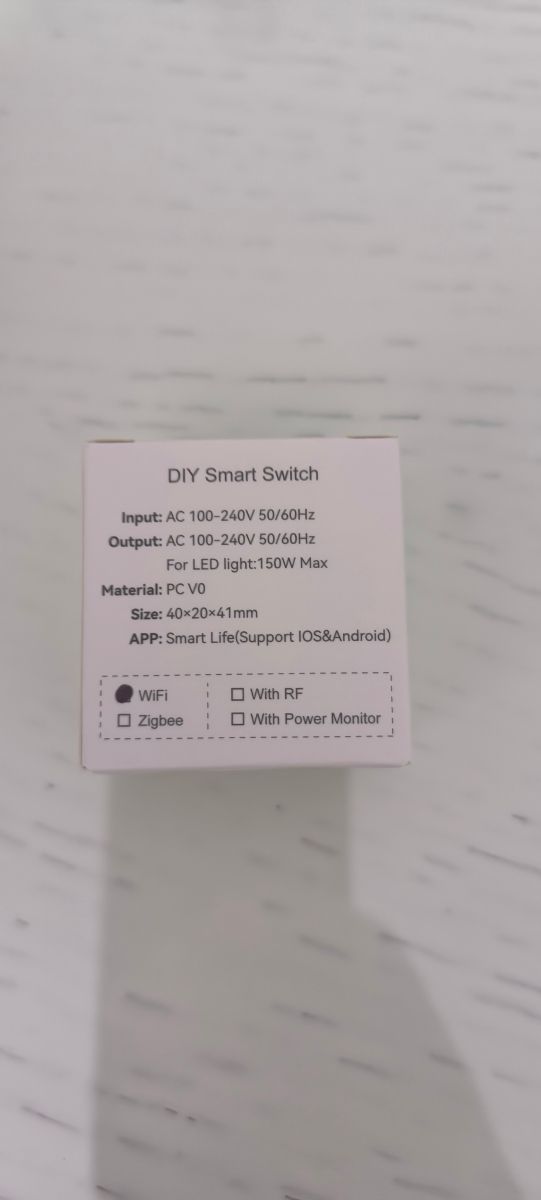 DIY Smart Switch
Input: AC 100-240V 50/60Hz
Output: AC 100-240V 50/60Hz
For LED light:150W Max
Material: PC V0
Size: 40×20×41mm
APP: Smart Life(Support IOS&Android)
WiFi
With RF
Zigbee
With Power Monitor